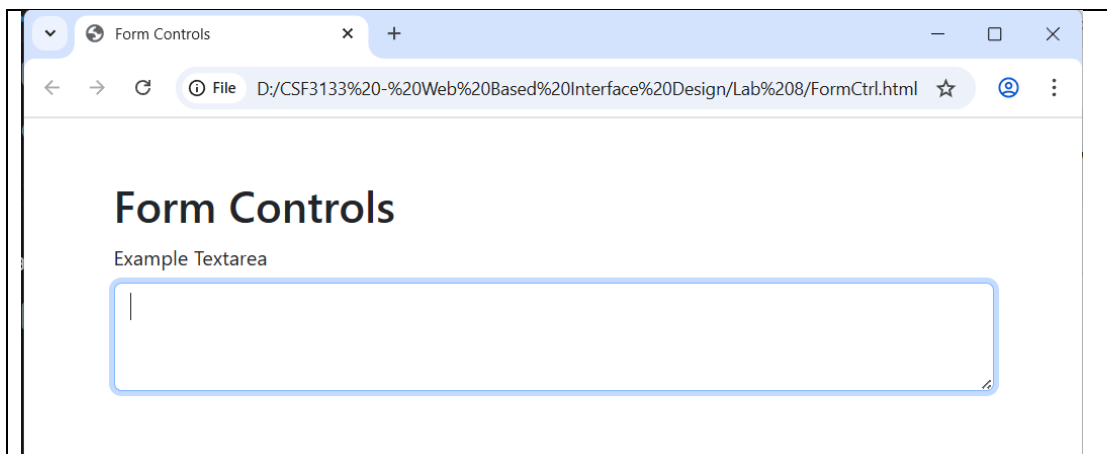 Form Controls
File D:/CSF3133%20-%20Web%20Based%20Interface%20Design/Lab%208/FormCtrl.html
Form Controls
Example Textarea